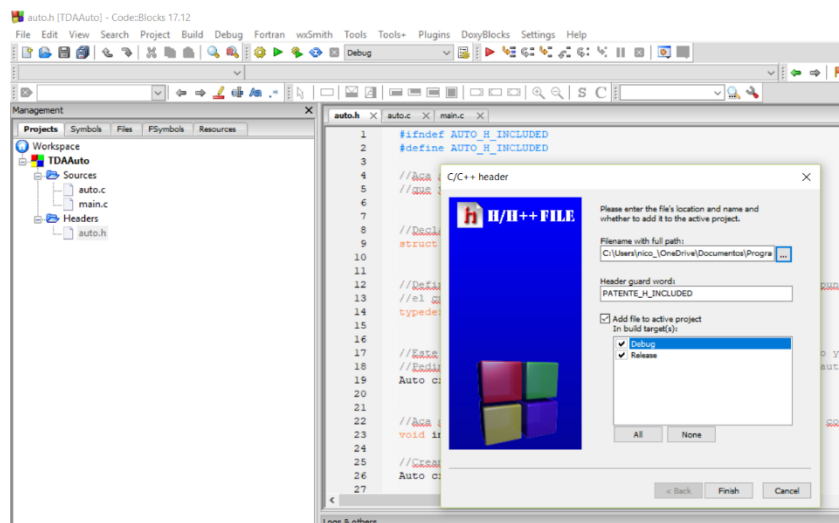 auto.h [TDAAuto] - Code::Blocks 17.12
File Edit View Search Project Build Debug Fortran wxSmith Tools Tools+ Plugins DoxyBlocks Settings Help
Debug
S C
Management
Projects Symbols Files FSymbols Resources
Workspace
TDAAuto
Sources
auto.c
main.c
Headers
auto.h
auto.h auto.c main.c
1 #ifndef AUTO_H_INCLUDED
2 #define AUTO_H_INCLUDED
3
4 //Aca
5 //que
6
7
8 //Decla
9 struct
10
11
12 //Defin
13 //el
14 typedef
15
16
17 //Este
18 //Pedi
19 Auto c
20
21
22 //Aca
23 void i
24
25 //Crea
26 Auto c
27
C/C++ header
H/H++ FILE
Please enter the file's location and name and
whether to add it to the active project.
Filename with full path:
C:\Users\nico_\OneDrive\Documentos\Progra
...
Header guard word:
PATENTE_H_INCLUDED
Add file to active project
In build target(s):
Debug
Release
All None
< Back Finish Cancel
Logs & others